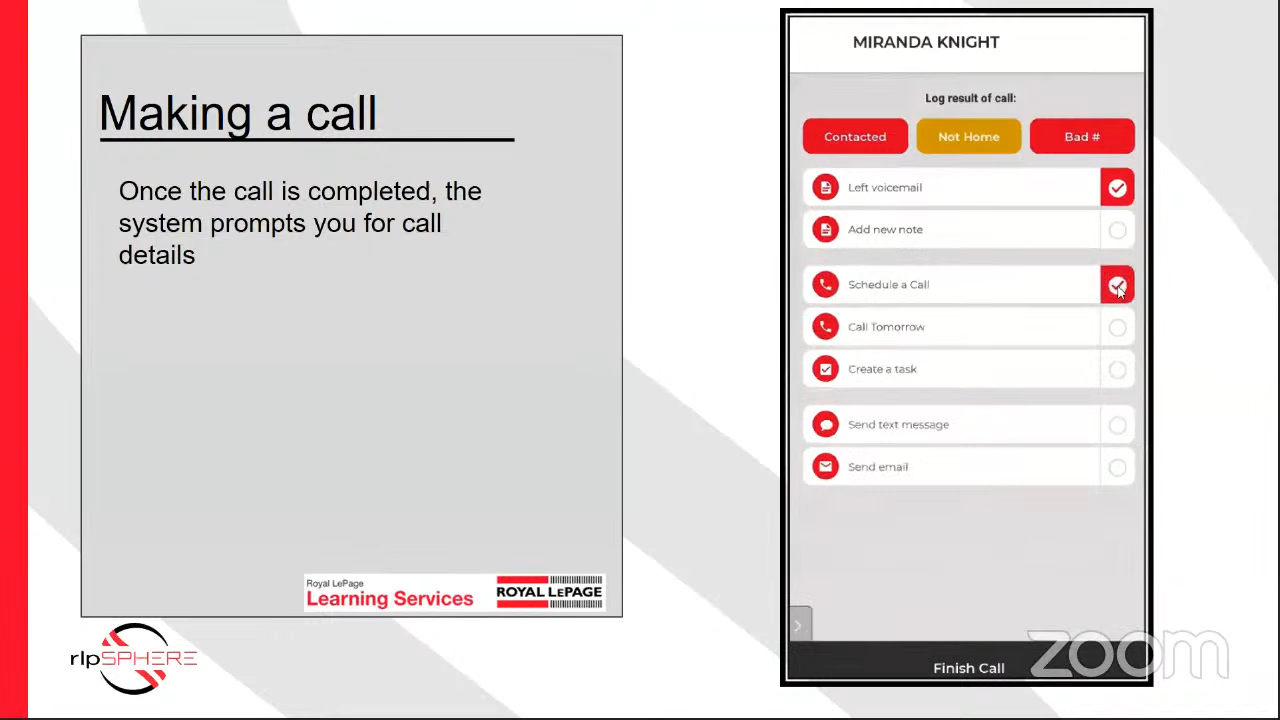 Making a call
Once the call is completed, the
system prompts you for call
details
Royal LePage
Learning Services
ROYAL LEPAGE
rlpSPHERE
MIRANDA KNIGHT
Log result of call:
Contacted
Not Home
Bad #
Left voicemail
Add new note
Schedule a Call
Call Tomorrow
Create a task
Send text message
Send email
Finish Call
zoom